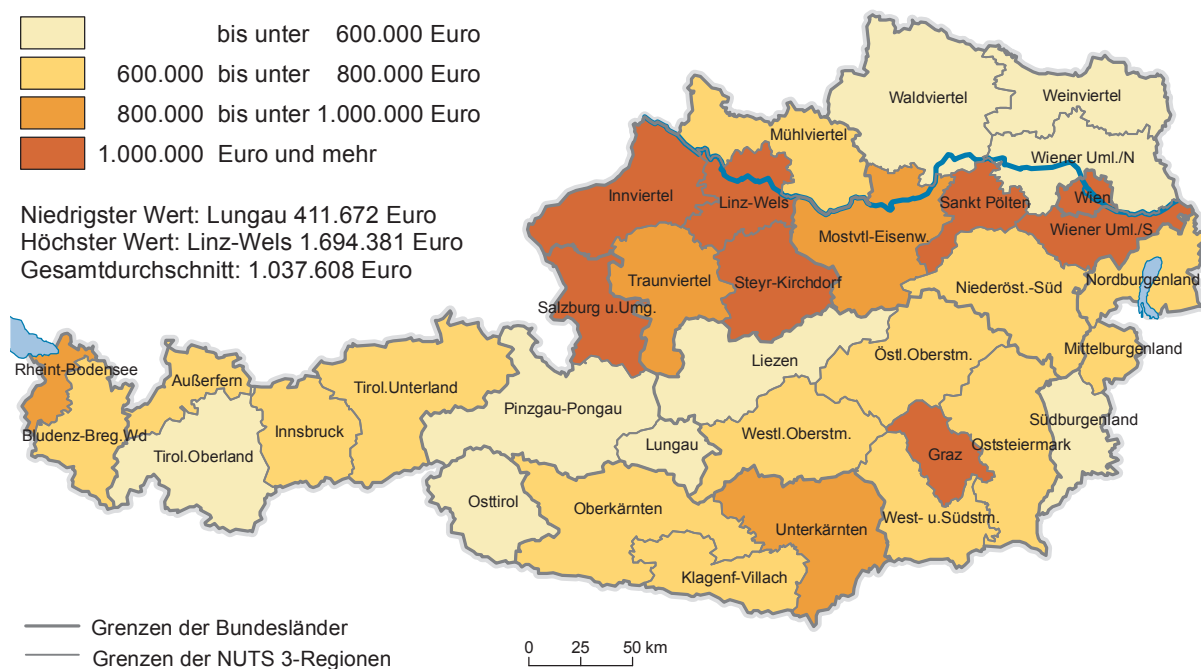 bis unter 600.000 Euro
600.000 bis unter 800.000 Euro
800.000 bis unter 1.000.000 Euro
1.000.000 Euro und mehr
Niedrigster Wert: Lungau 411.672 Euro
Höchster Wert: Linz-Wels 1.694.381 Euro
Gesamtdurchschnitt: 1.037.608 Euro
Waldviertel
Weinviertel
Mühlviertel
Wiener Uml./N
Innviertel
Linz-Wels
Sankt Pölten
Wien
Mostvtl-Eisenw.
Wiener Uml./S
Traunviertel
Steyr-Kirchdorf
Niederöst.-Süd
Nordburgenland
Salzburg u.Umg.
Rheint-Bodensee
Außerfern
Tirol.Unterland
Liezen
Östl.Oberstm.
Mittelburgenland
Pinzgau-Pongau
Südburgenland
Bludenz-Breg.Wd
Innsbruck
Westl.Oberstm.
Tirol.Oberland
Lungau
Graz
Oststeiermark
Osttirol
Oberkärnten
Unterkärnten
West- u.Südstm.
Klagenf-Villach
Grenzen der Bundesländer
Grenzen der NUTS 3-Regionen
0 25 50 km